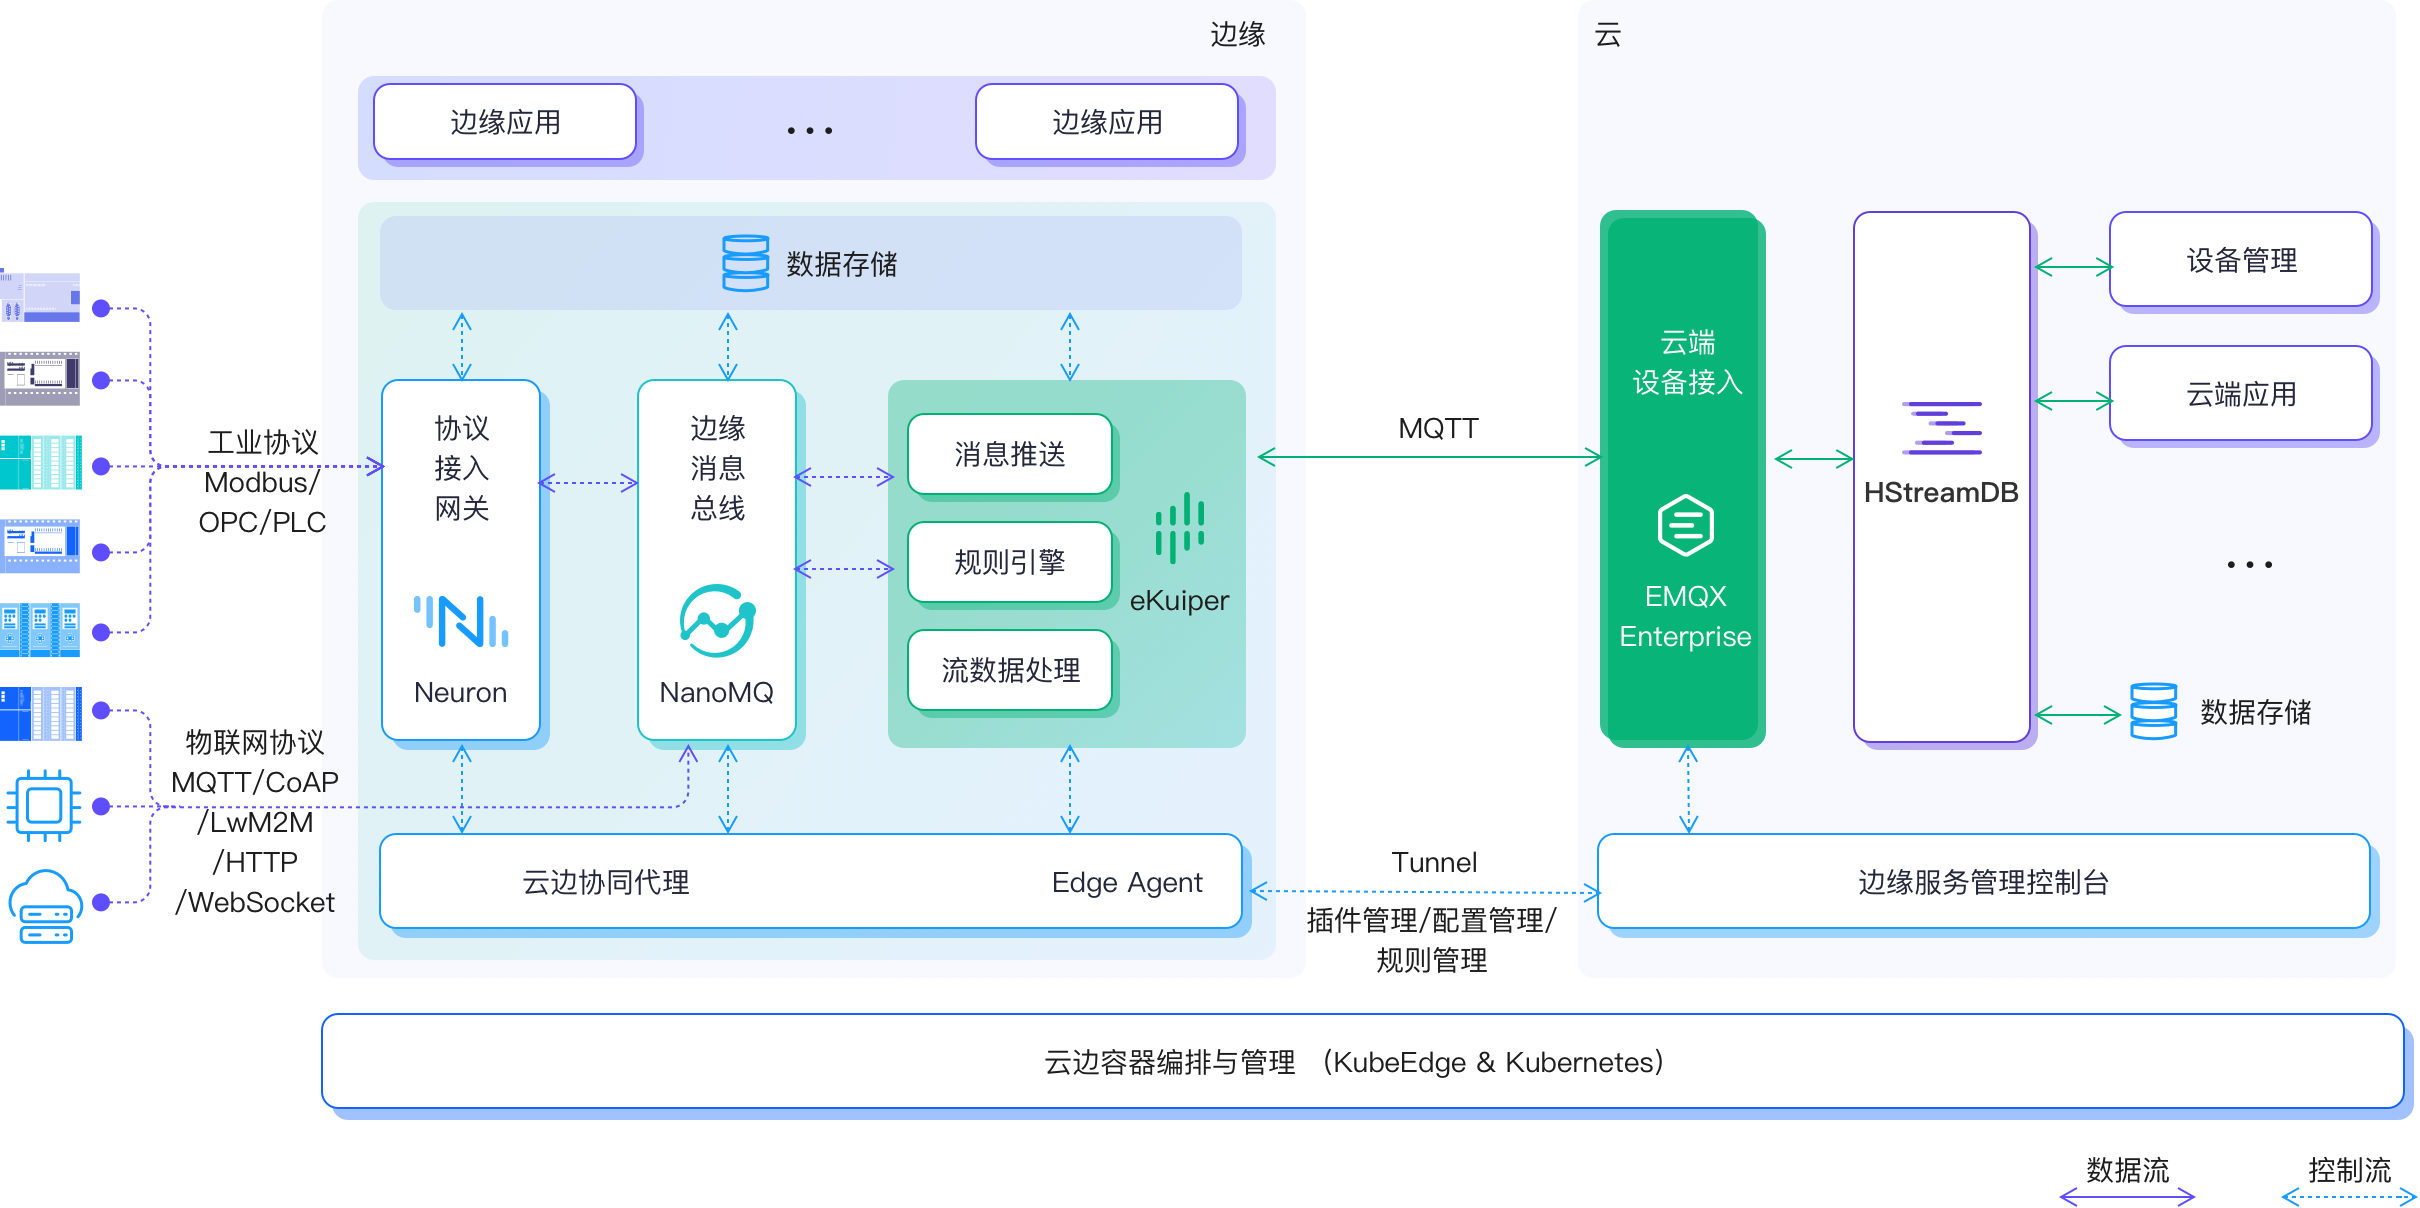 边缘
云
边缘应用
...
边缘应用
数据存储
工业协议
Modbus/
OPC/PLC
协议
接入
网关
Neuron
边缘
消息
总线
NanoMQ
消息推送
规则引擎
流数据处理
eKuiper
MQTT
云端
设备接入
EMQX
Enterprise
HStreamDB
设备管理
云端应用
...
数据存储
物联网协议
MQTT/CoAP
/LwM2M
/HTTP
/WebSocket
云边协同代理
Edge Agent
Tunnel
插件管理/配置管理/
规则管理
边缘服务管理控制台
云边容器编排与管理 （KubeEdge & Kubernetes）
数据流
控制流